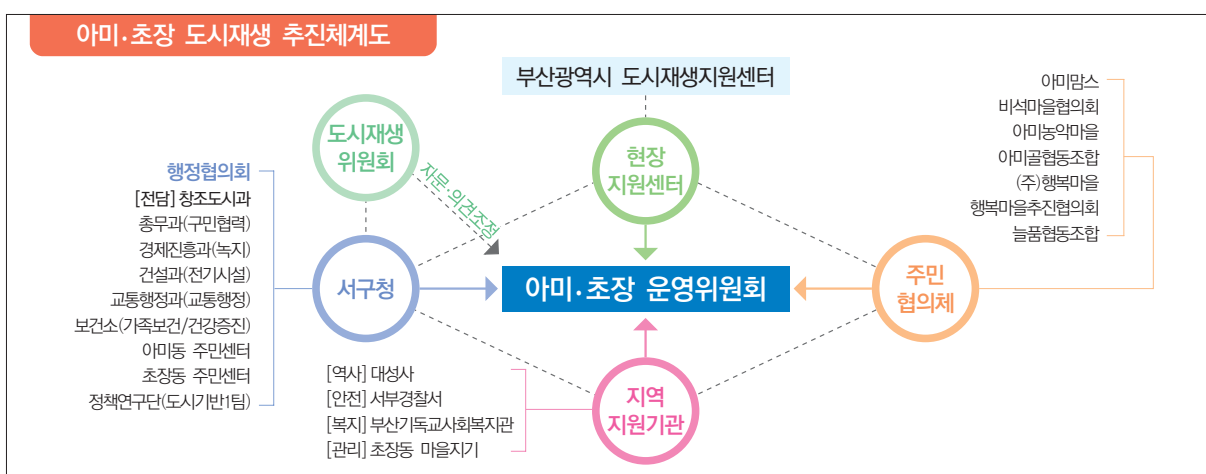 아미·초장 도시재생 추진체계도
부산광역시 도시재생지원센터
도시재생
위원회
현장
지원센터
자문·의견조정
행정협의회
[전담] 창조도시과
총무과(구민협력)
경제진흥과(녹지)
건설과(전기시설)
교통행정과(교통행정)
보건소(가족보건/건강증진)
아미동 주민센터
초장동 주민센터
정책연구단(도시기반1팀)
서구청
아미·초장 운영위원회
주민
협의체
아미맘스
비석마을협의회
아미농악마을
아미골협동조합
(주)행복마을
행복마을추진협의회
늘품협동조합
[역사] 대성사
[안전] 서부경찰서
[복지] 부산기독교사회복지관
[관리] 초장동 마을지기
지역
지원기관